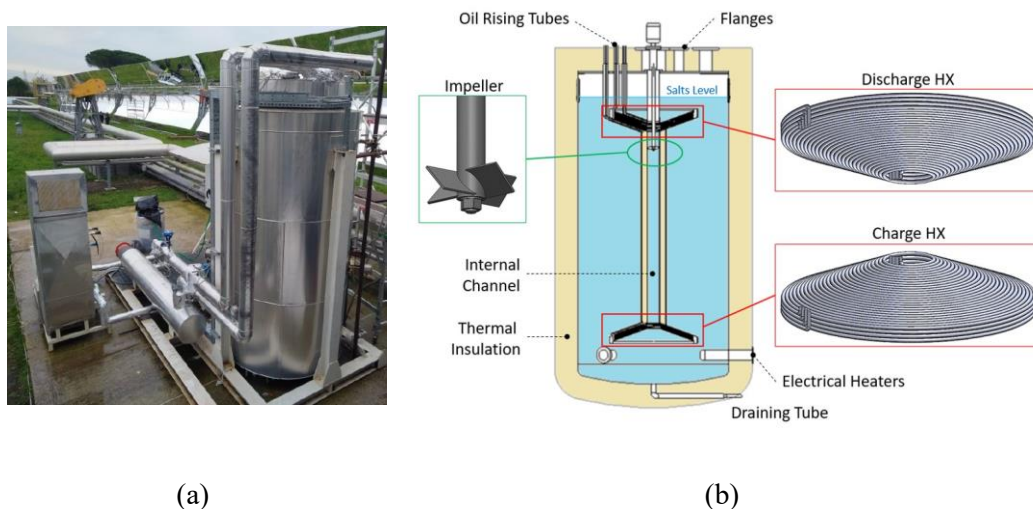 Oil Rising Tubes
Flanges
Impeller
Salts Level
Discharge HX
Internal
Channel
Charge HX
Thermal
Insulation
Electrical Heaters
Draining Tube
(a)
(b)